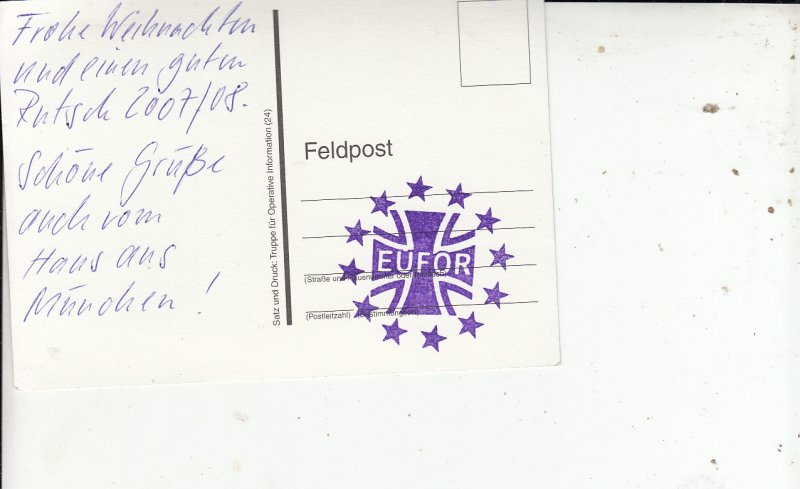 Frohe Weihnachten
und einen guten
Rutsch 2007/08.
Schöne Grüße
auch vom
Hans aus
München!
Satz und Druck: Truppe für Operative Information (24)
Feldpost
EUFOR
(Straße und Hausnummer oder Postfach)
(Postleitzahl) (Bestimmungsort)